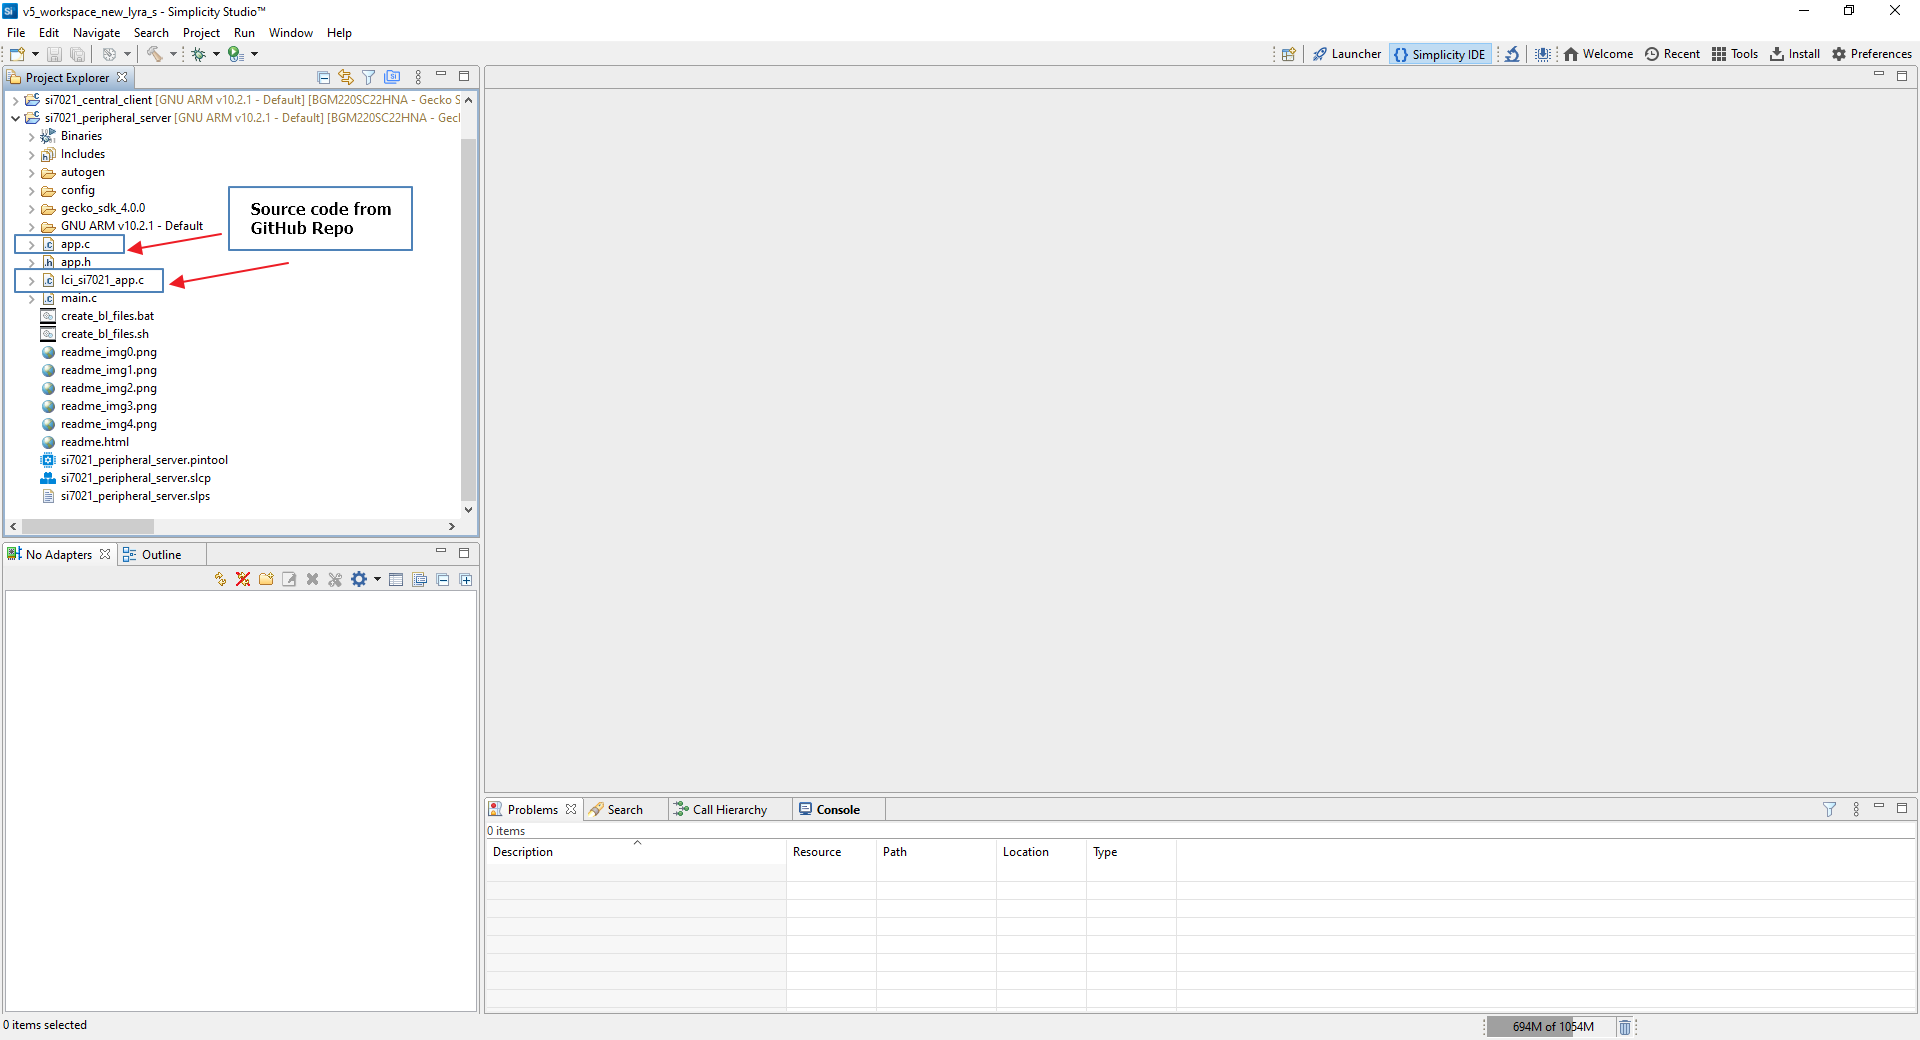 v5_workspace_new_lyra_s - Simplicity Studio™
File Edit Navigate Search Project Run Window Help
Launcher Simplicity IDE Welcome Recent Tools Install Preferences
Project Explorer
si7021_central_client [GNU ARM v10.2.1 - Default] [BGM220SC22HNA - Gecko S
si7021_peripheral_server [GNU ARM v10.2.1 - Default] [BGM220SC22HNA - Gec
Binaries
Includes
autogen
config
gecko_sdk_4.0.0
GNU ARM v10.2.1 - Default
app.c
app.h
lci_si7021_app.c
main.c
create_bl_files.bat
create_bl_files.sh
readme_img0.png
readme_img1.png
readme_img2.png
readme_img3.png
readme_img4.png
readme.html
si7021_peripheral_server.pintool
si7021_peripheral_server.slcp
si7021_peripheral_server.slps
Source code from
GitHub Repo
No Adapters Outline
Problems Search Call Hierarchy Console
0 items
Description Resource Path Location Type
0 items selected
694M of 1054M